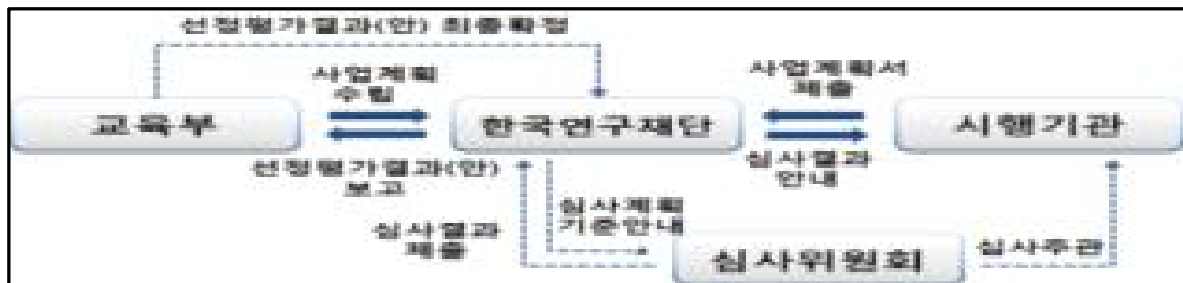 선정평가결과(안) 최종확정
사업계획
수립
사업계획서
제출
교육부
한국연구재단
시행기관
선정평가결과(안)
보고
심사결과
안내
심사계획
기준안내
심사결과
제출
심사위원회
심사주관